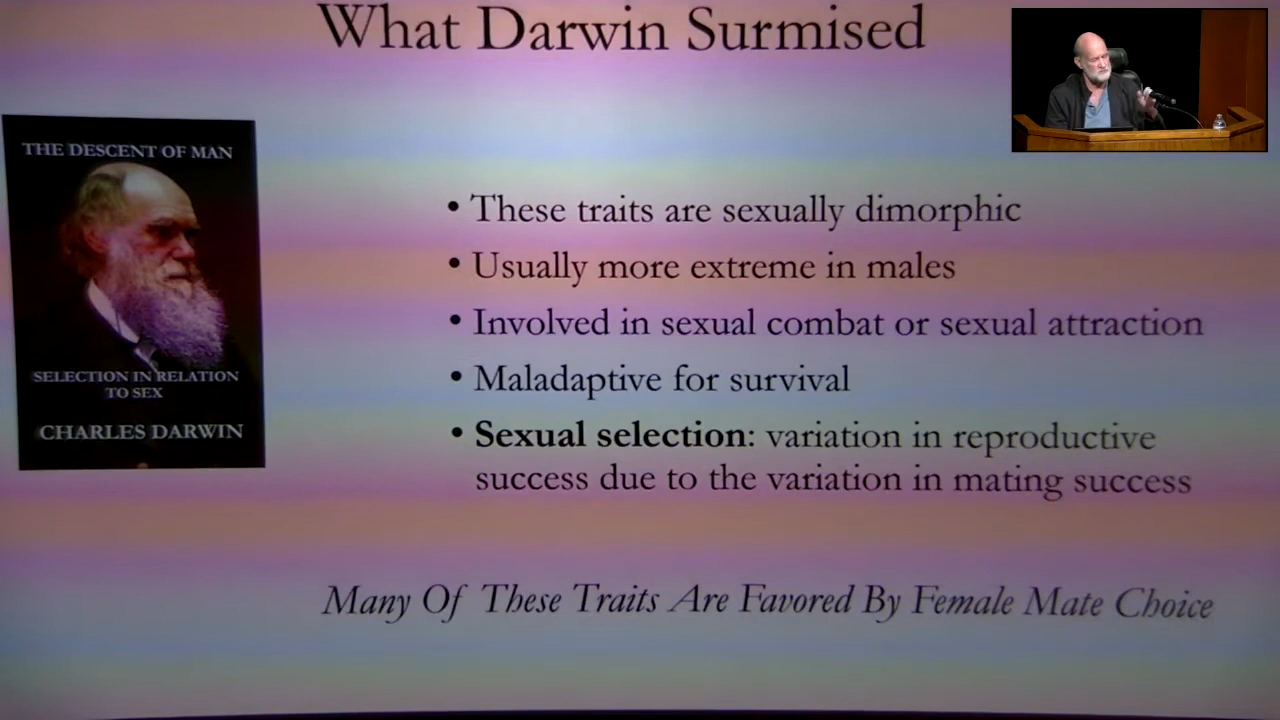 What Darwin Surmised
THE DESCENT OF MAN
SELECTION IN RELATION
TO SEX
CHARLES DARWIN
• These traits are sexually dimorphic
• Usually more extreme in males
• Involved in sexual combat or sexual attraction
• Maladaptive for survival
• Sexual selection: variation in reproductive
success due to the variation in mating success
Many Of These Traits Are Favored By Female Mate Choice